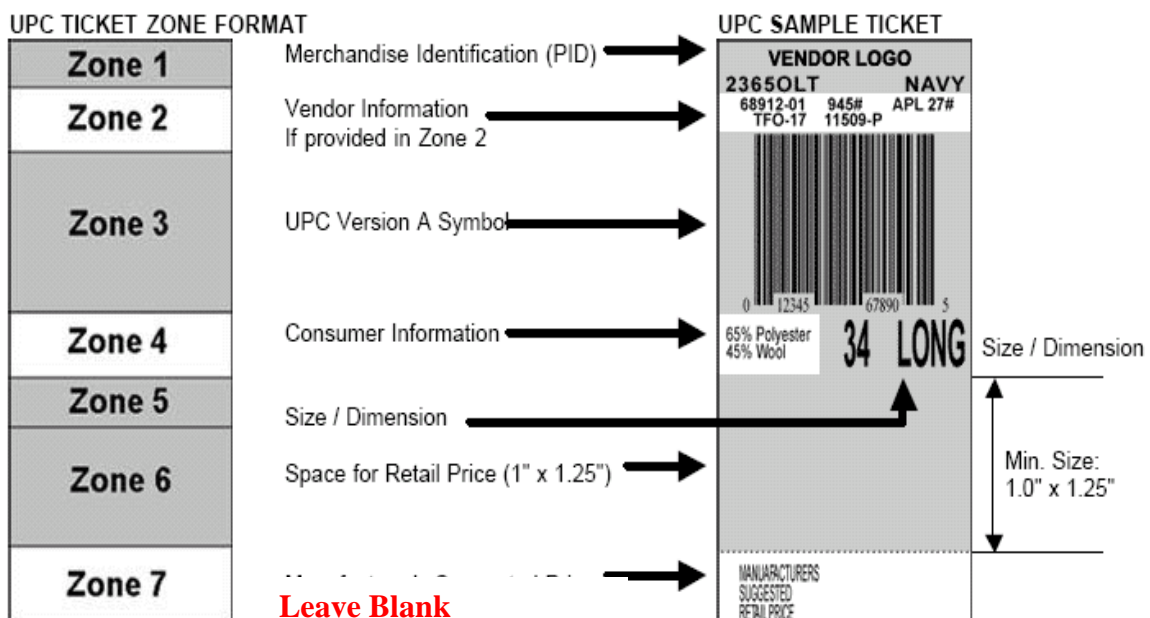 UPC TICKET ZONE FORMAT
Zone 1
Zone 2
Zone 3
Zone 4
Zone 5
Zone 6
Zone 7
Merchandise Identification (PID)
Vendor Information
If provided in Zone 2
UPC Version A Symbol
Consumer Information
Size / Dimension
Space for Retail Price (1" x 1.25")
Leave Blank
UPC SAMPLE TICKET
VENDOR LOGO
2365OLT NAVY
68912-01 945# APL 27#
TFO-17 11509-P
0 12345 67890 5
65% Polyester
45% Wool
34 LONG
MANUAFACTURERS
SUGGESTED
RETAIL PRICE
Size / Dimension
Min. Size:
1.0" x 1.25"